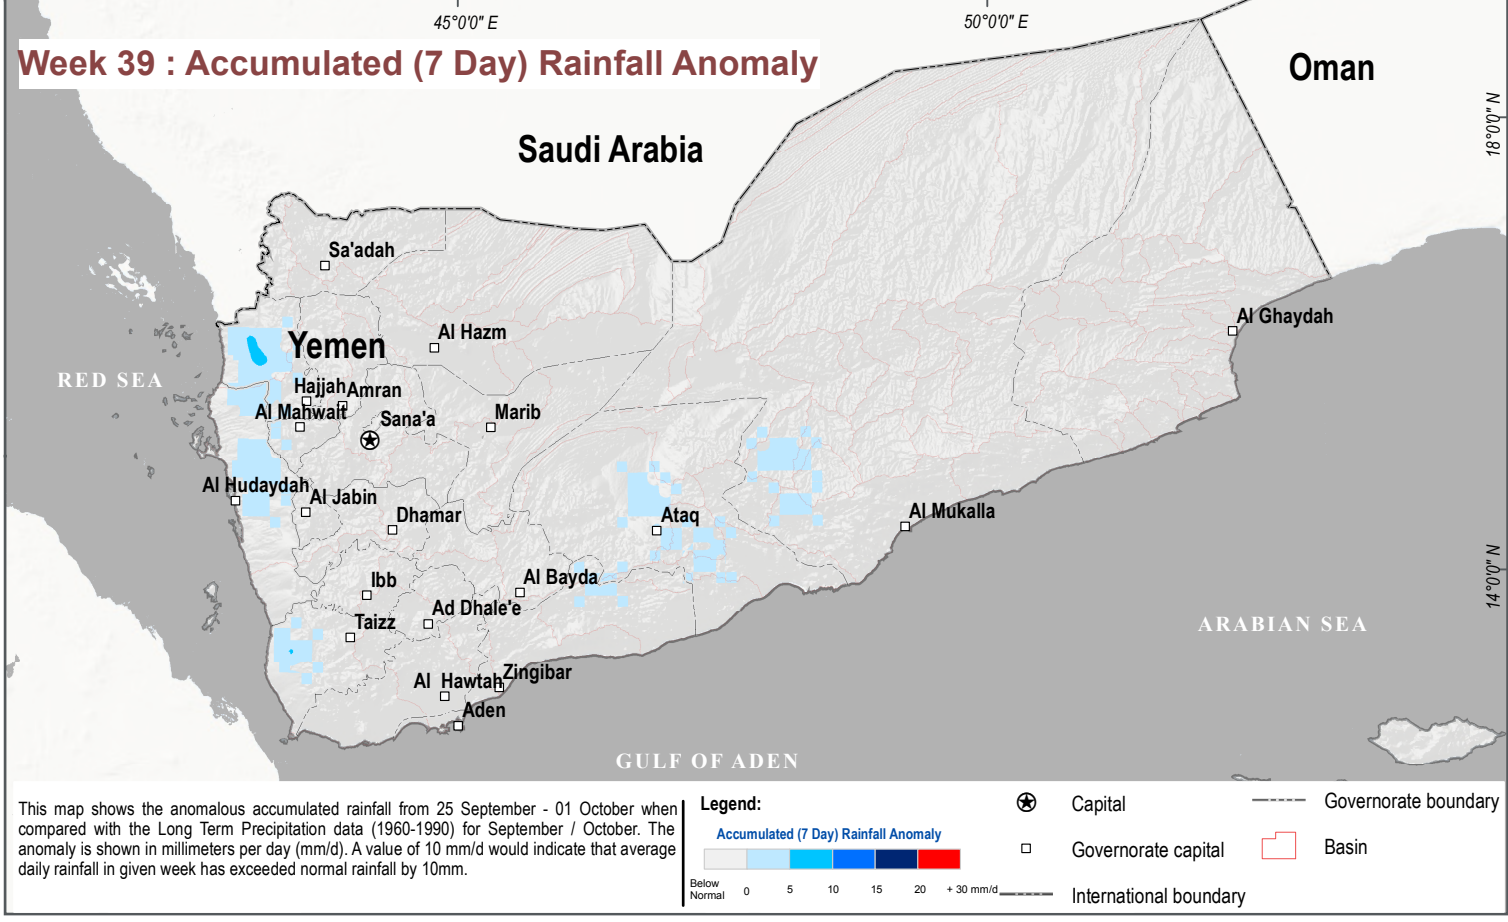 45°0'0" E
50°0'0" E
Week 39 : Accumulated (7 Day) Rainfall Anomaly
Oman
18°0'0" N
Saudi Arabia
Sa'adah
Al Ghaydah
Al Hazm
Yemen
RED SEA
Hajjah
Amran
Al Mahwait
Sana'a
Marib
Al Hudaydah
Al Jabin
Dhamar
Ataq
Al Mukalla
Ibb
Al Bayda
14°0'0" N
Ad Dhale'e
Taizz
ARABIAN SEA
Al Hawtah
Zingibar
Aden
GULF OF ADEN
This map shows the anomalous accumulated rainfall from 25 September - 01 October when
compared with the Long Term Precipitation data (1960-1990) for September / October. The
anomaly is shown in millimeters per day (mm/d). A value of 10 mm/d would indicate that average
daily rainfall in given week has exceeded normal rainfall by 10mm.
Legend:
Accumulated (7 Day) Rainfall Anomaly
Below
Normal
0 5 10 15 20 + 30 mm/d
Capital
Governorate capital
International boundary
Governorate boundary
Basin